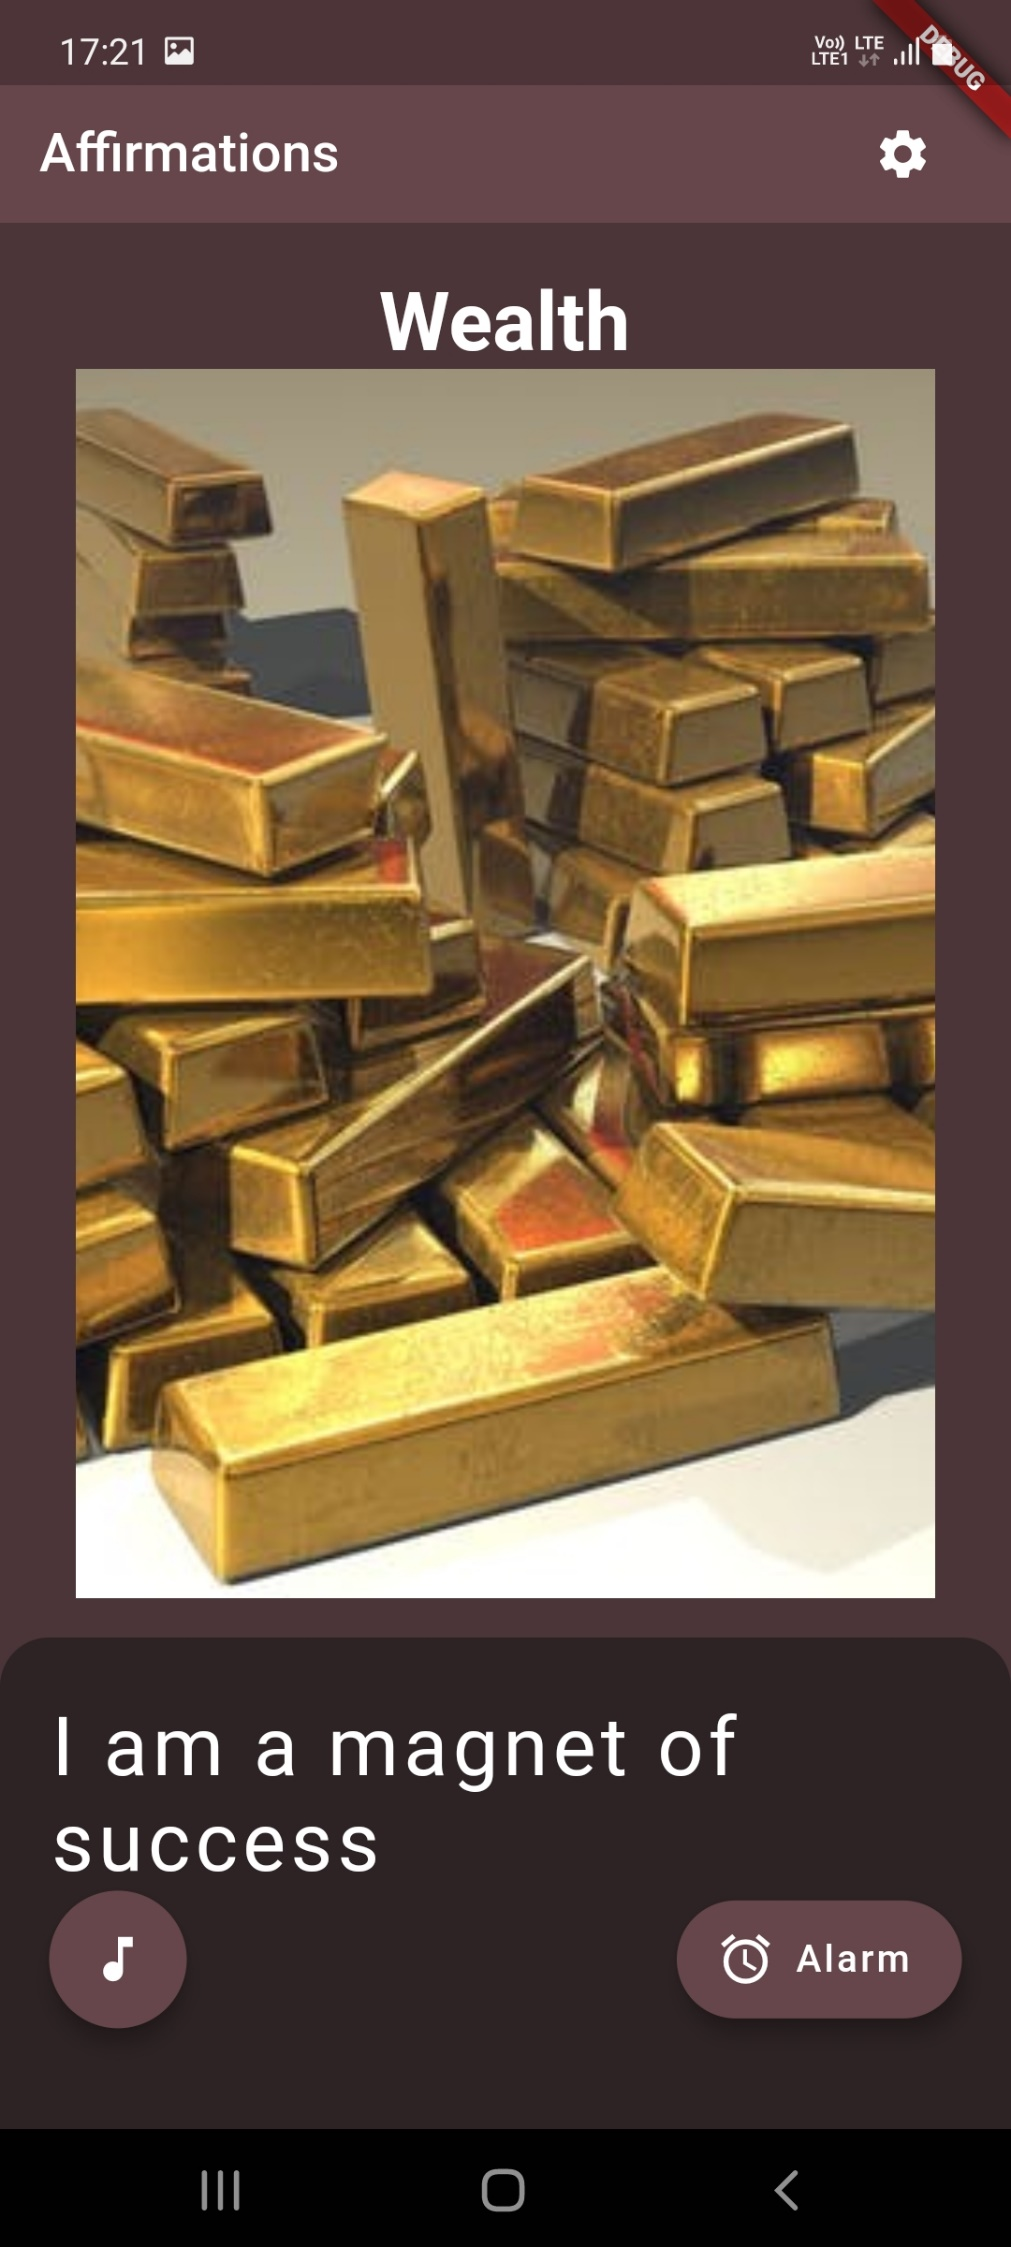 17:21
Vo)) LTE
LTE1
DEBUG
Affirmations
Wealth
I am a magnet of
success
Alarm